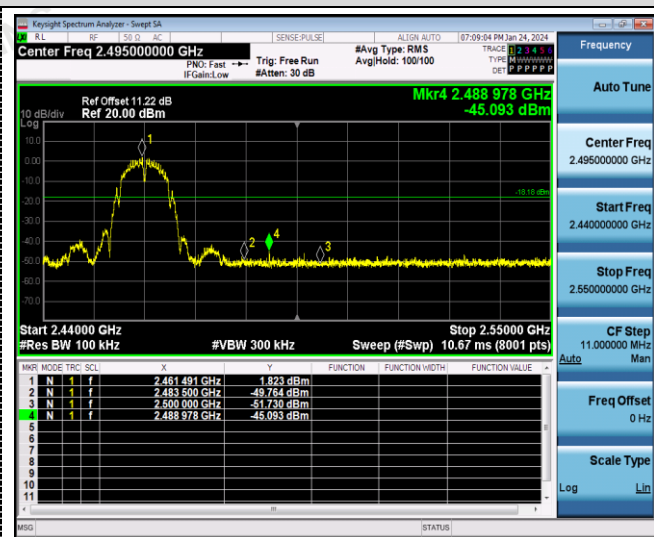 Keysight Spectrum Analyzer - Swept SA
RL RF 50 Ω AC SENSE:PULSE ALIGN AUTO 07:09:04 PM Jan 24, 2024
Center Freq 2.495000000 GHz
PNO: Fast
IFGain:Low
Trig: Free Run
#Atten: 30 dB
#Avg Type: RMS
Avg|Hold: 100/100
TRACE 1 2 3 4 5 6
TYPE M WWWWW
DET P P P P P P
Ref Offset 11.22 dB
10 dB/div Ref 20.00 dBm
Log
Mkr4 2.488 978 GHz
-45.093 dBm
10.0
0.00
-10.0
-20.0
-30.0
-40.0
-50.0
-60.0
-70.0
1
2
4
3
-18.18 dBm
Start 2.44000 GHz Stop 2.55000 GHz
#Res BW 100 kHz #VBW 300 kHz Sweep (#Swp) 10.67 ms (8001 pts)
MKR MODE TRC SCL X Y FUNCTION FUNCTION WIDTH FUNCTION VALUE
1 N 1 f 2.461 491 GHz 1.823 dBm
2 N 1 f 2.483 500 GHz -49.764 dBm
3 N 1 f 2.500 000 GHz -51.730 dBm
4 N 1 f 2.488 978 GHz -45.093 dBm
5
6
7
8
9
10
11
MSG STATUS
Frequency
Auto Tune
Center Freq
2.495000000 GHz
Start Freq
2.440000000 GHz
Stop Freq
2.550000000 GHz
CF Step
11.000000 MHz
Auto Man
Freq Offset
0 Hz
Scale Type
Log Lin